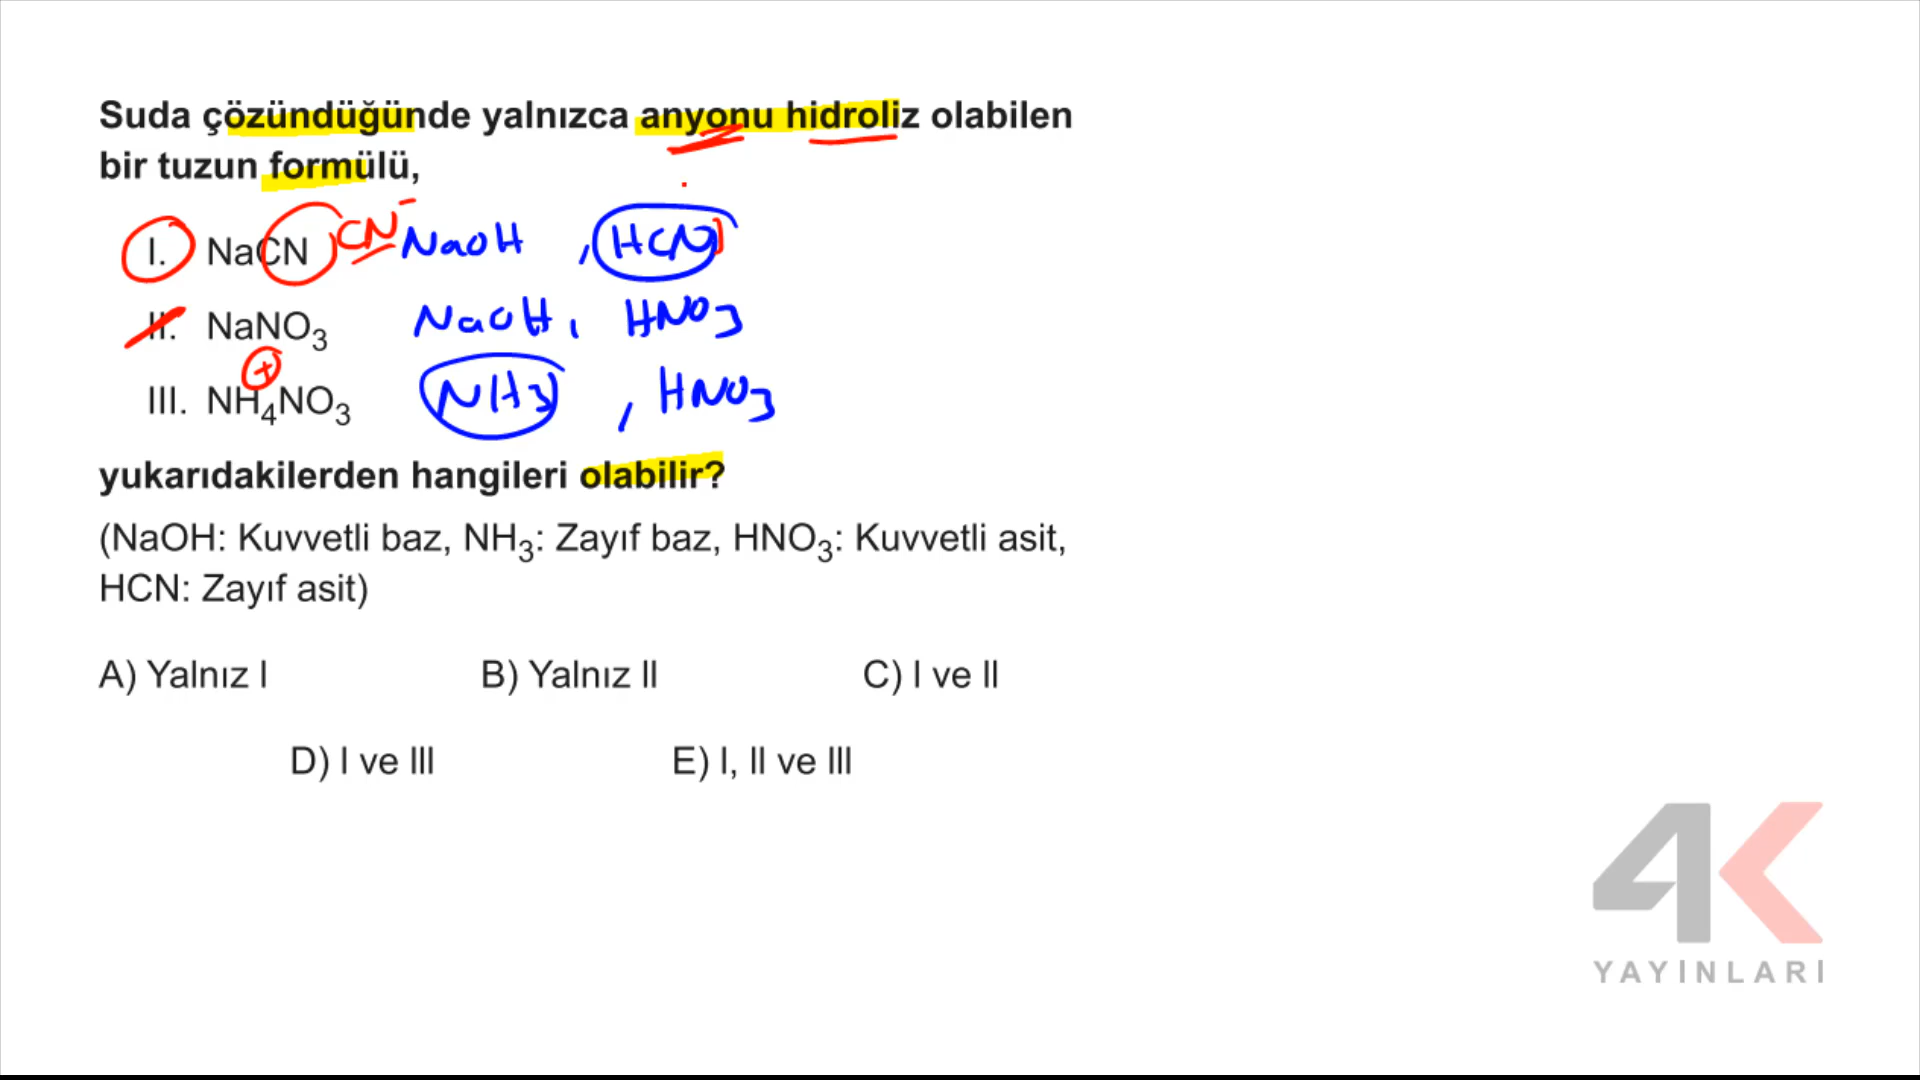 Suda çözündüğünde yalnızca anyonu hidroliz olabilen
bir tuzun formülü,
I. NaCN CN⁻ NaOH , HCN
II. NaNO₃ NaOH , HNO₃
+
III. NH₄NO₃ NH₃ , HNO₃
yukarıdakilerden hangileri olabilir?
(NaOH: Kuvvetli baz, NH₃: Zayıf baz, HNO₃: Kuvvetli asit,
HCN: Zayıf asit)
A) Yalnız I B) Yalnız II C) I ve II
D) I ve III E) I, II ve III
4K
YAYINLARI